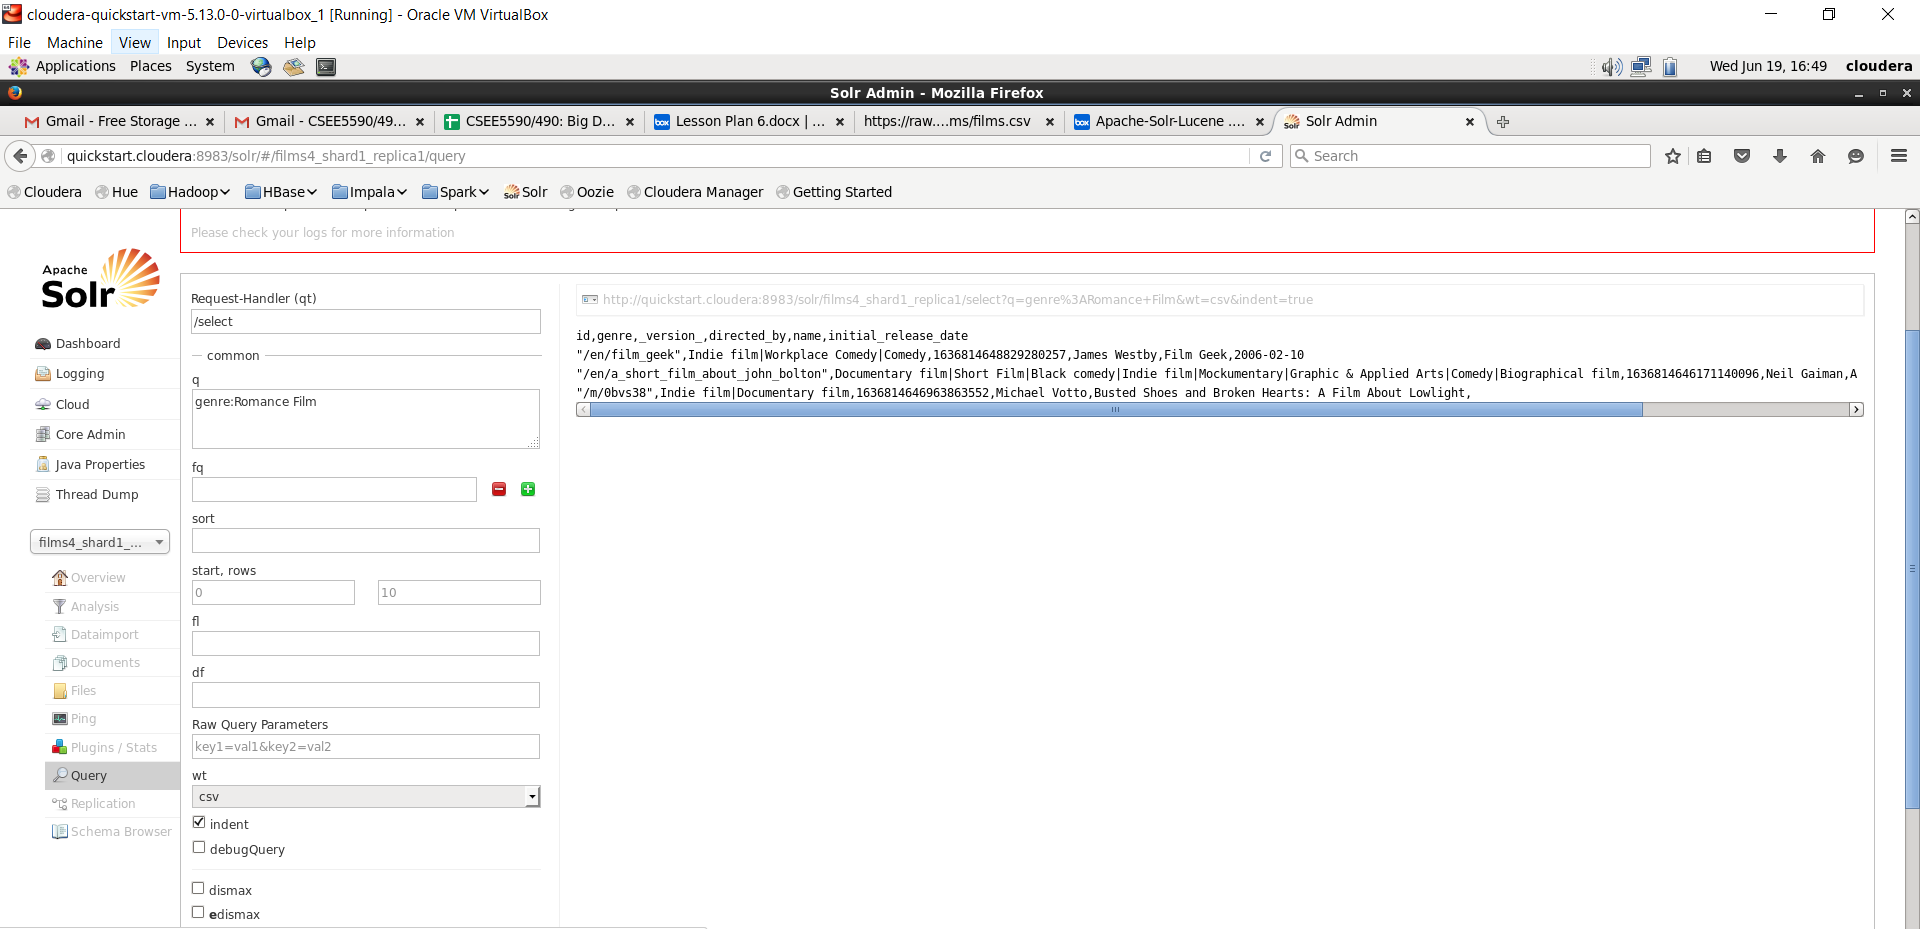 cloudera-quickstart-vm-5.13.0-0-virtualbox_1 [Running] - Oracle VM VirtualBox
File Machine View Input Devices Help
Applications Places System Wed Jun 19, 16:49 cloudera
Solr Admin - Mozilla Firefox
Gmail - Free Storage ... Gmail - CSEE5590/49... CSEE5590/490: Big D... Lesson Plan 6.docx | ... https://raw....ms/films.csv Apache-Solr-Lucene .... Solr Admin
quickstart.cloudera:8983/solr/#/films4_shard1_replica1/query Search
Cloudera Hue Hadoop HBase Impala Spark Solr Oozie Cloudera Manager Getting Started
Please check your logs for more information
Apache
Solr
Dashboard
Logging
Cloud
Core Admin
Java Properties
Thread Dump
films4_shard1_...
Overview
Analysis
Dataimport
Documents
Files
Ping
Plugins / Stats
Query
Replication
Schema Browser
Request-Handler (qt)
/select
common
q
genre:Romance Film
fq
sort
start, rows
0 10
fl
df
Raw Query Parameters
key1=val1&key2=val2
wt
csv
indent
debugQuery
dismax
edismax
http://quickstart.cloudera:8983/solr/films4_shard1_replica1/select?q=genre%3ARomance+Film&wt=csv&indent=true
id,genre,_version_,directed_by,name,initial_release_date
"/en/film_geek",Indie film|Workplace Comedy|Comedy,1636814648829280257,James Westby,Film Geek,2006-02-10
"/en/a_short_film_about_john_bolton",Documentary film|Short Film|Black comedy|Indie film|Mockumentary|Graphic & Applied Arts|Comedy|Biographical film,1636814646171140096,Neil Gaiman,A
"/m/0bvs38",Indie film|Documentary film,1636814646963863552,Michael Votto,Busted Shoes and Broken Hearts: A Film About Lowlight,